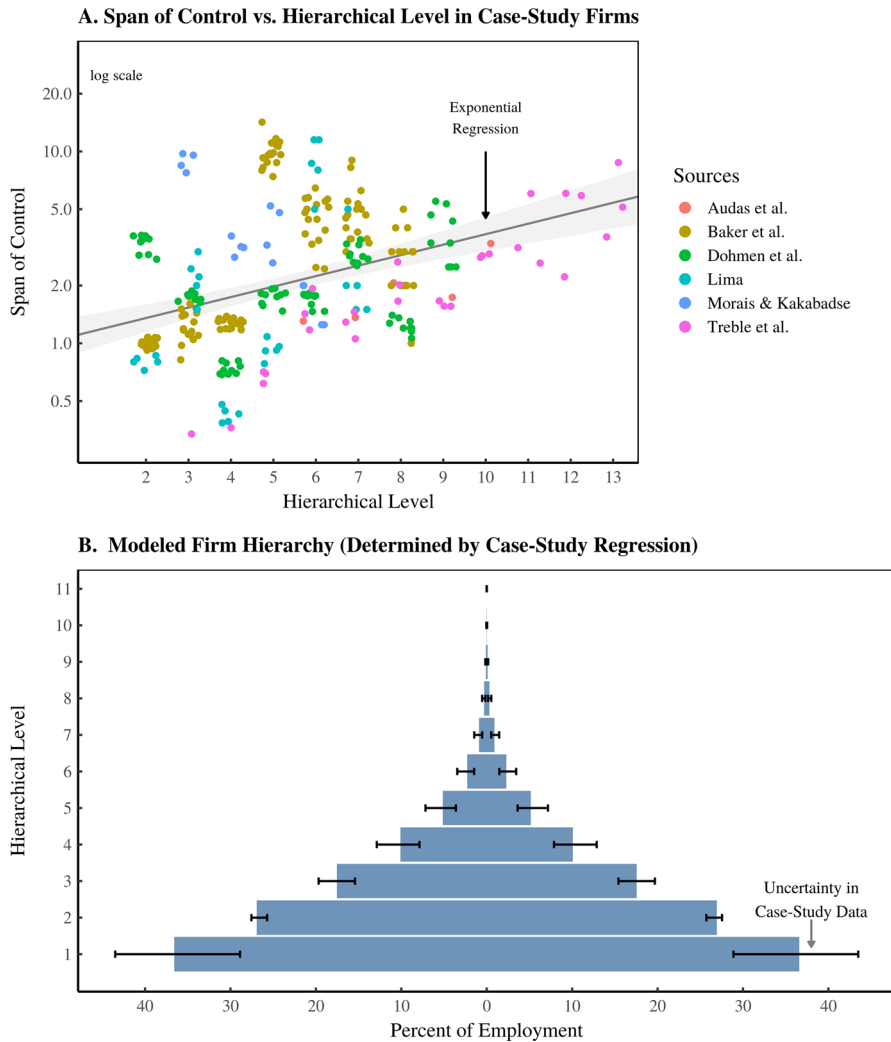 A. Span of Control vs. Hierarchical Level in Case-Study Firms
log scale
20.0
10.0
5.0
2.0
1.0
0.5
Span of Control
Exponential
Regression
2 3 4 5 6 7 8 9 10 11 12 13
Hierarchical Level
Sources
Audas et al.
Baker et al.
Dohmen et al.
Lima
Morais & Kakabadse
Treble et al.
B. Modeled Firm Hierarchy (Determined by Case-Study Regression)
11
10
9
8
7
6
5
4
3
2
1
Hierarchical Level
Uncertainty in
Case-Study Data
40 30 20 10 0 10 20 30 40
Percent of Employment